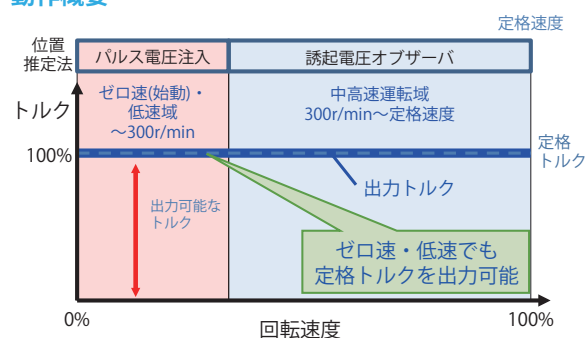 動作概要
定格速度
位置
推定法
パルス電圧注入
誘起電圧オブザーバ
ゼロ速(始動)・
低速域
～300r/min
中高速運転域
300r/min～定格速度
トルク
100%
定格
トルク
出力トルク
出力可能な
トルク
ゼロ速・低速でも
定格トルクを出力可能
0%
回転速度
100%